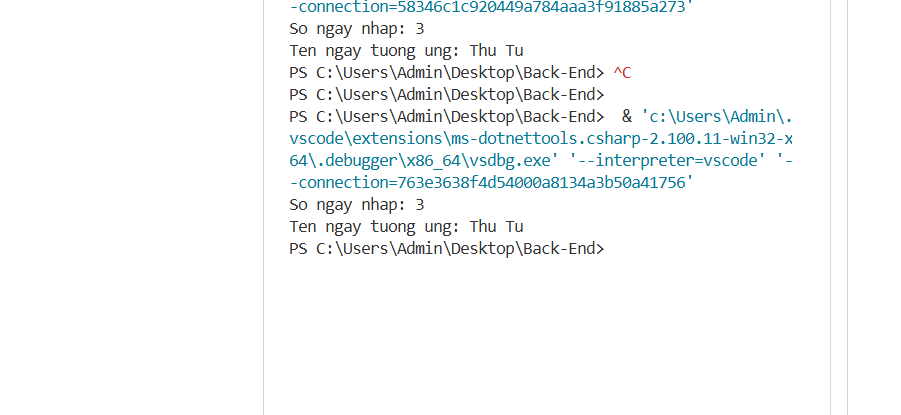 -connection=58346c1c920449a784aaa3f91885a273'
So ngay nhap: 3
Ten ngay tuong ung: Thu Tu
PS C:\Users\Admin\Desktop\Back-End> ^C
PS C:\Users\Admin\Desktop\Back-End>
PS C:\Users\Admin\Desktop\Back-End>  & 'c:\Users\Admin\.
vscode\extensions\ms-dotnettools.csharp-2.100.11-win32-x
64\.debugger\x86_64\vsdbg.exe' '--interpreter=vscode' '-
-connection=763e3638f4d54000a8134a3b50a41756'
So ngay nhap: 3
Ten ngay tuong ung: Thu Tu
PS C:\Users\Admin\Desktop\Back-End>